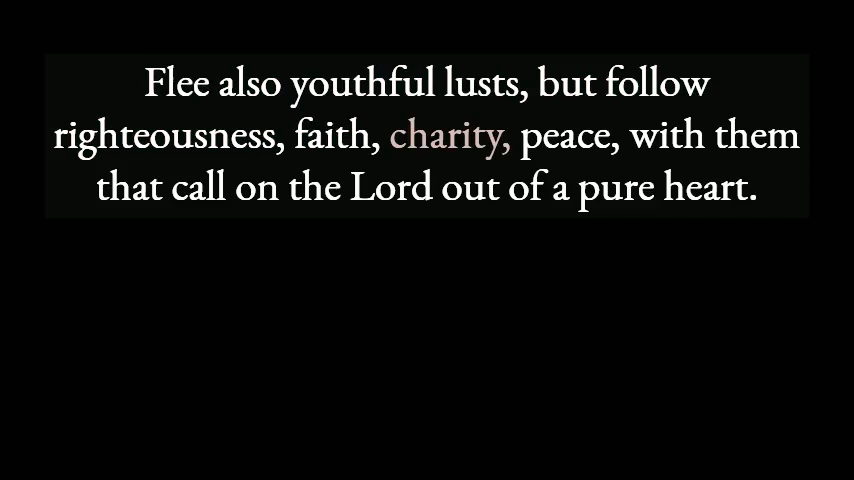 Flee also youthful lusts, but follow
righteousness, faith, charity, peace, with them
that call on the Lord out of a pure heart.